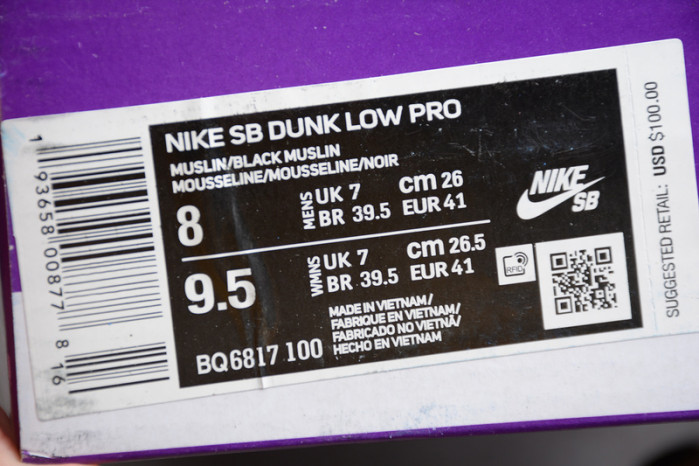 NIKE SB DUNK LOW PRO
MUSLIN/BLACK MUSLIN
MOUSSELINE/MOUSSELINE/NOIR
8
MENS
UK 7
BR 39.5
cm 26
EUR 41
9.5
WMNS
UK 7
BR 39.5
cm 26.5
EUR 41
BQ6817 100
MADE IN VIETNAM/
FABRIQUE EN VIETNAM/
FABRICADO NO VIETNÃ/
HECHO EN VIETNAM
NIKE
SB
RFID
SUGGESTED RETAIL: USD $100.00
1 93658 00877 8 16